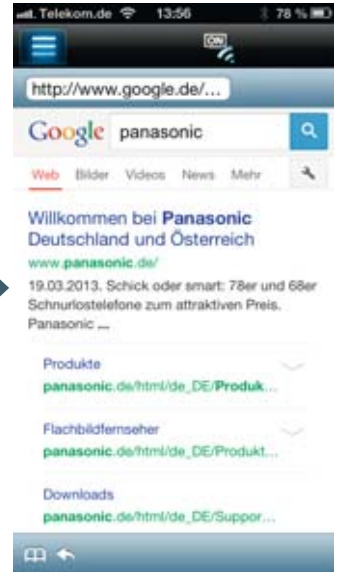 Telekom.de 13:56 78 %
ON
http://www.google.de/...
Google panasonic
Web Bilder Videos News Mehr
Willkommen bei Panasonic
Deutschland und Österreich
www.panasonic.de/
19.03.2013. Schick oder smart: 78er und 68er
Schnurlostelefone zum attraktiven Preis.
Panasonic ...
Produkte
panasonic.de/html/de_DE/Produk...
Flachbildfernseher
panasonic.de/html/de_DE/Produkt...
Downloads
panasonic.de/html/de_DE/Suppor...